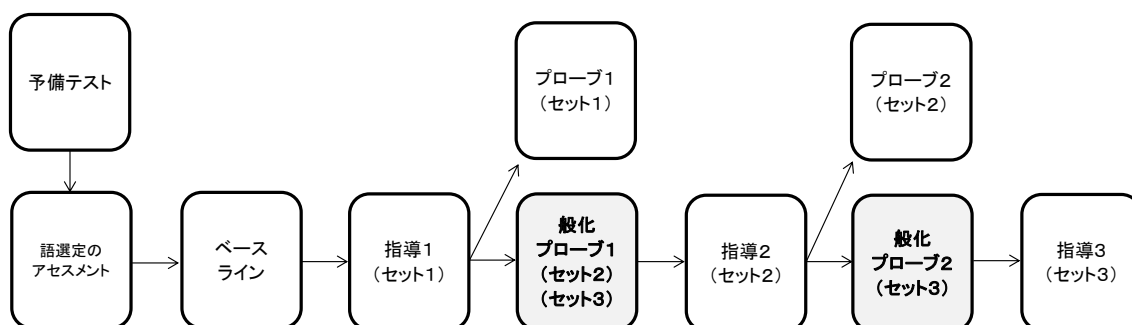 予備テスト
プローブ1
（セット1）
プローブ2
（セット2）
語選定の
アセスメント
ベース
ライン
指導1
（セット1）
般化
プローブ1
（セット2）
（セット3）
指導2
（セット2）
般化
プローブ2
（セット3）
指導3
（セット3）